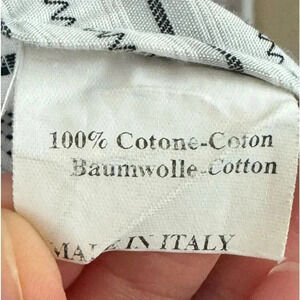 100% Cotone-Coton
Baumwolle-Cotton
MADE IN ITALY